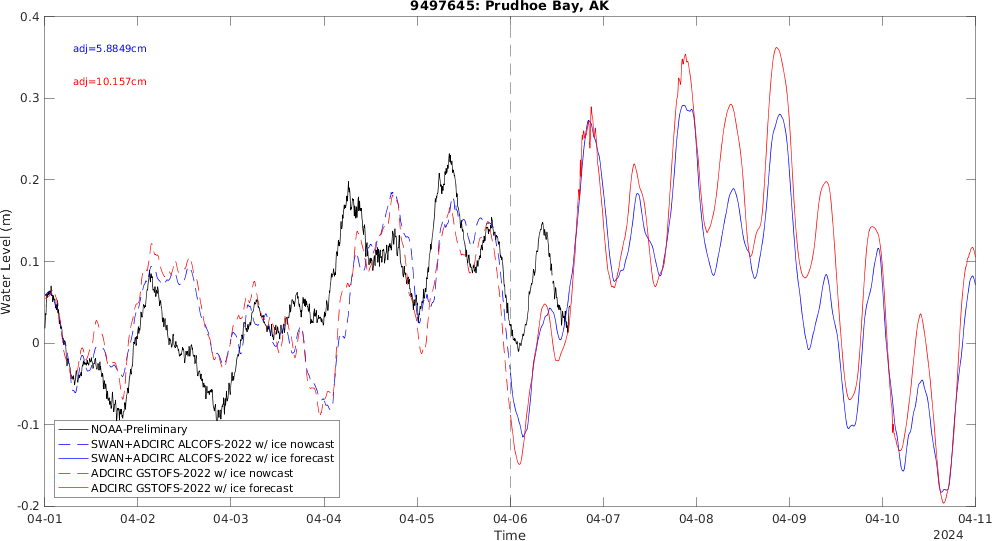 9497645: Prudhoe Bay, AK
0.4
adj=5.8849cm
adj=10.157cm
0.3
0.2
0.1
0
-0.1
-0.2
Water Level (m)
NOAA-Preliminary
SWAN+ADCIRC ALCOFS-2022 w/ ice nowcast
SWAN+ADCIRC ALCOFS-2022 w/ ice forecast
ADCIRC GSTOFS-2022 w/ ice nowcast
ADCIRC GSTOFS-2022 w/ ice forecast
04-01 04-02 04-03 04-04 04-05 04-06 04-07 04-08 04-09 04-10 04-11
Time
2024